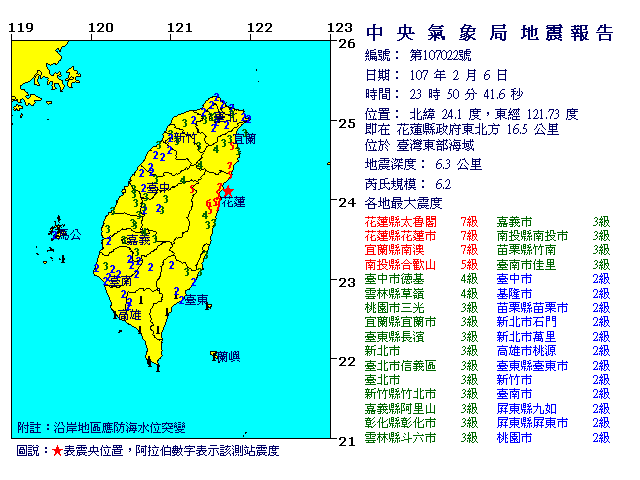 119 120 121 122 123
26
25
24
23
22
21
臺北
新竹
宜蘭
臺中
花蓮
馬公
嘉義
臺南
臺東
高雄
蘭嶼
附註：沿岸地區應防海水位突變
圖說：★表震央位置，阿拉伯數字表示該測站震度
中央氣象局地震報告
編號： 第107022號
日期： 107 年 2 月 6 日
時間： 23 時 50 分 41.6 秒
位置： 北緯 24.1 度，東經 121.73 度
即在 花蓮縣政府東北方 16.5 公里
位於 臺灣東部海域
地震深度： 6.3 公里
芮氏規模： 6.2
各地最大震度
花蓮縣太魯閣 7級 嘉義市 3級
花蓮縣花蓮市 7級 南投縣南投市 3級
宜蘭縣南澳 7級 苗栗縣竹南 3級
南投縣合歡山 5級 臺南市佳里 3級
臺中市德基 4級 臺中市 2級
雲林縣草嶺 4級 基隆市 2級
桃園市三光 3級 苗栗縣苗栗市 2級
宜蘭縣宜蘭市 3級 新北市石門 2級
臺東縣長濱 3級 新北市萬里 2級
新北市 3級 高雄市桃源 2級
臺北市信義區 3級 臺東縣臺東市 2級
臺北市 3級 新竹市 2級
新竹縣竹北市 3級 臺南市 2級
嘉義縣阿里山 3級 屏東縣九如 2級
彰化縣彰化市 3級 屏東縣屏東市 2級
雲林縣斗六市 3級 桃園市 2級